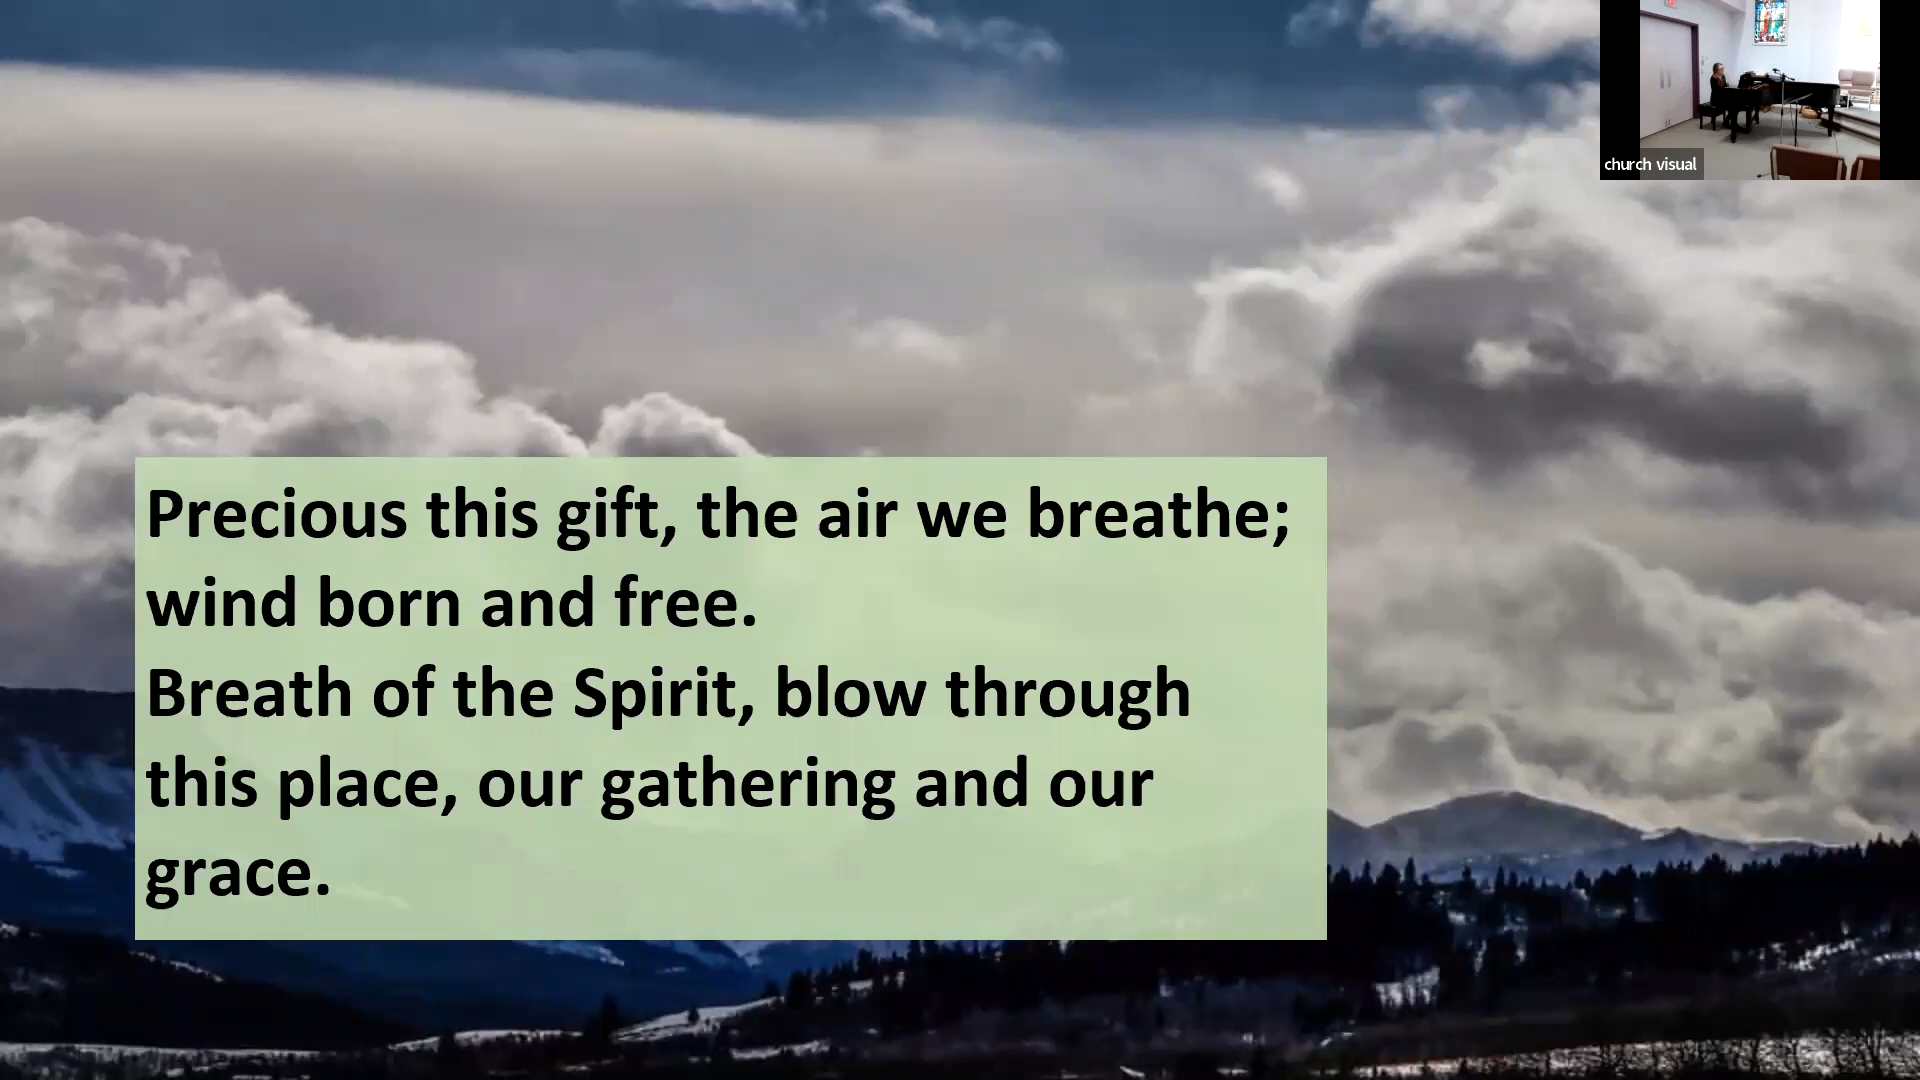 church visual
Precious this gift, the air we breathe;
wind born and free.
Breath of the Spirit, blow through
this place, our gathering and our
grace.